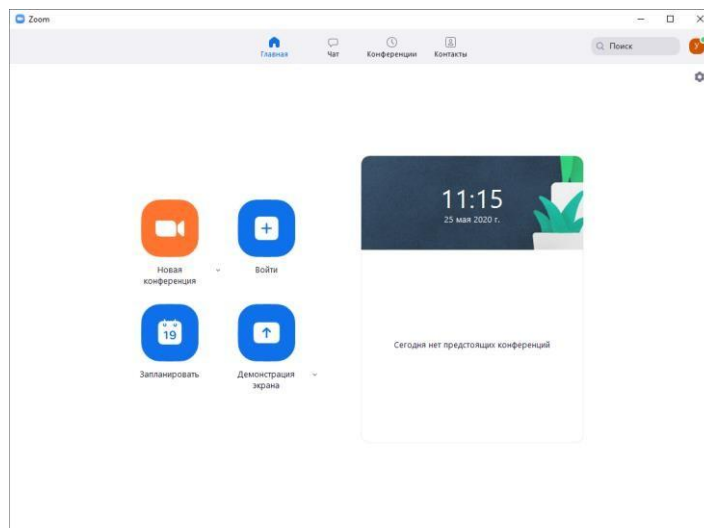 Zoom
Главная
Чат
Конференции
Контакты
Поиск
У
11:15
25 мая 2020 г.
Новая
конференция
Войти
19
Запланировать
Демонстрация
экрана
Сегодня нет предстоящих конференций